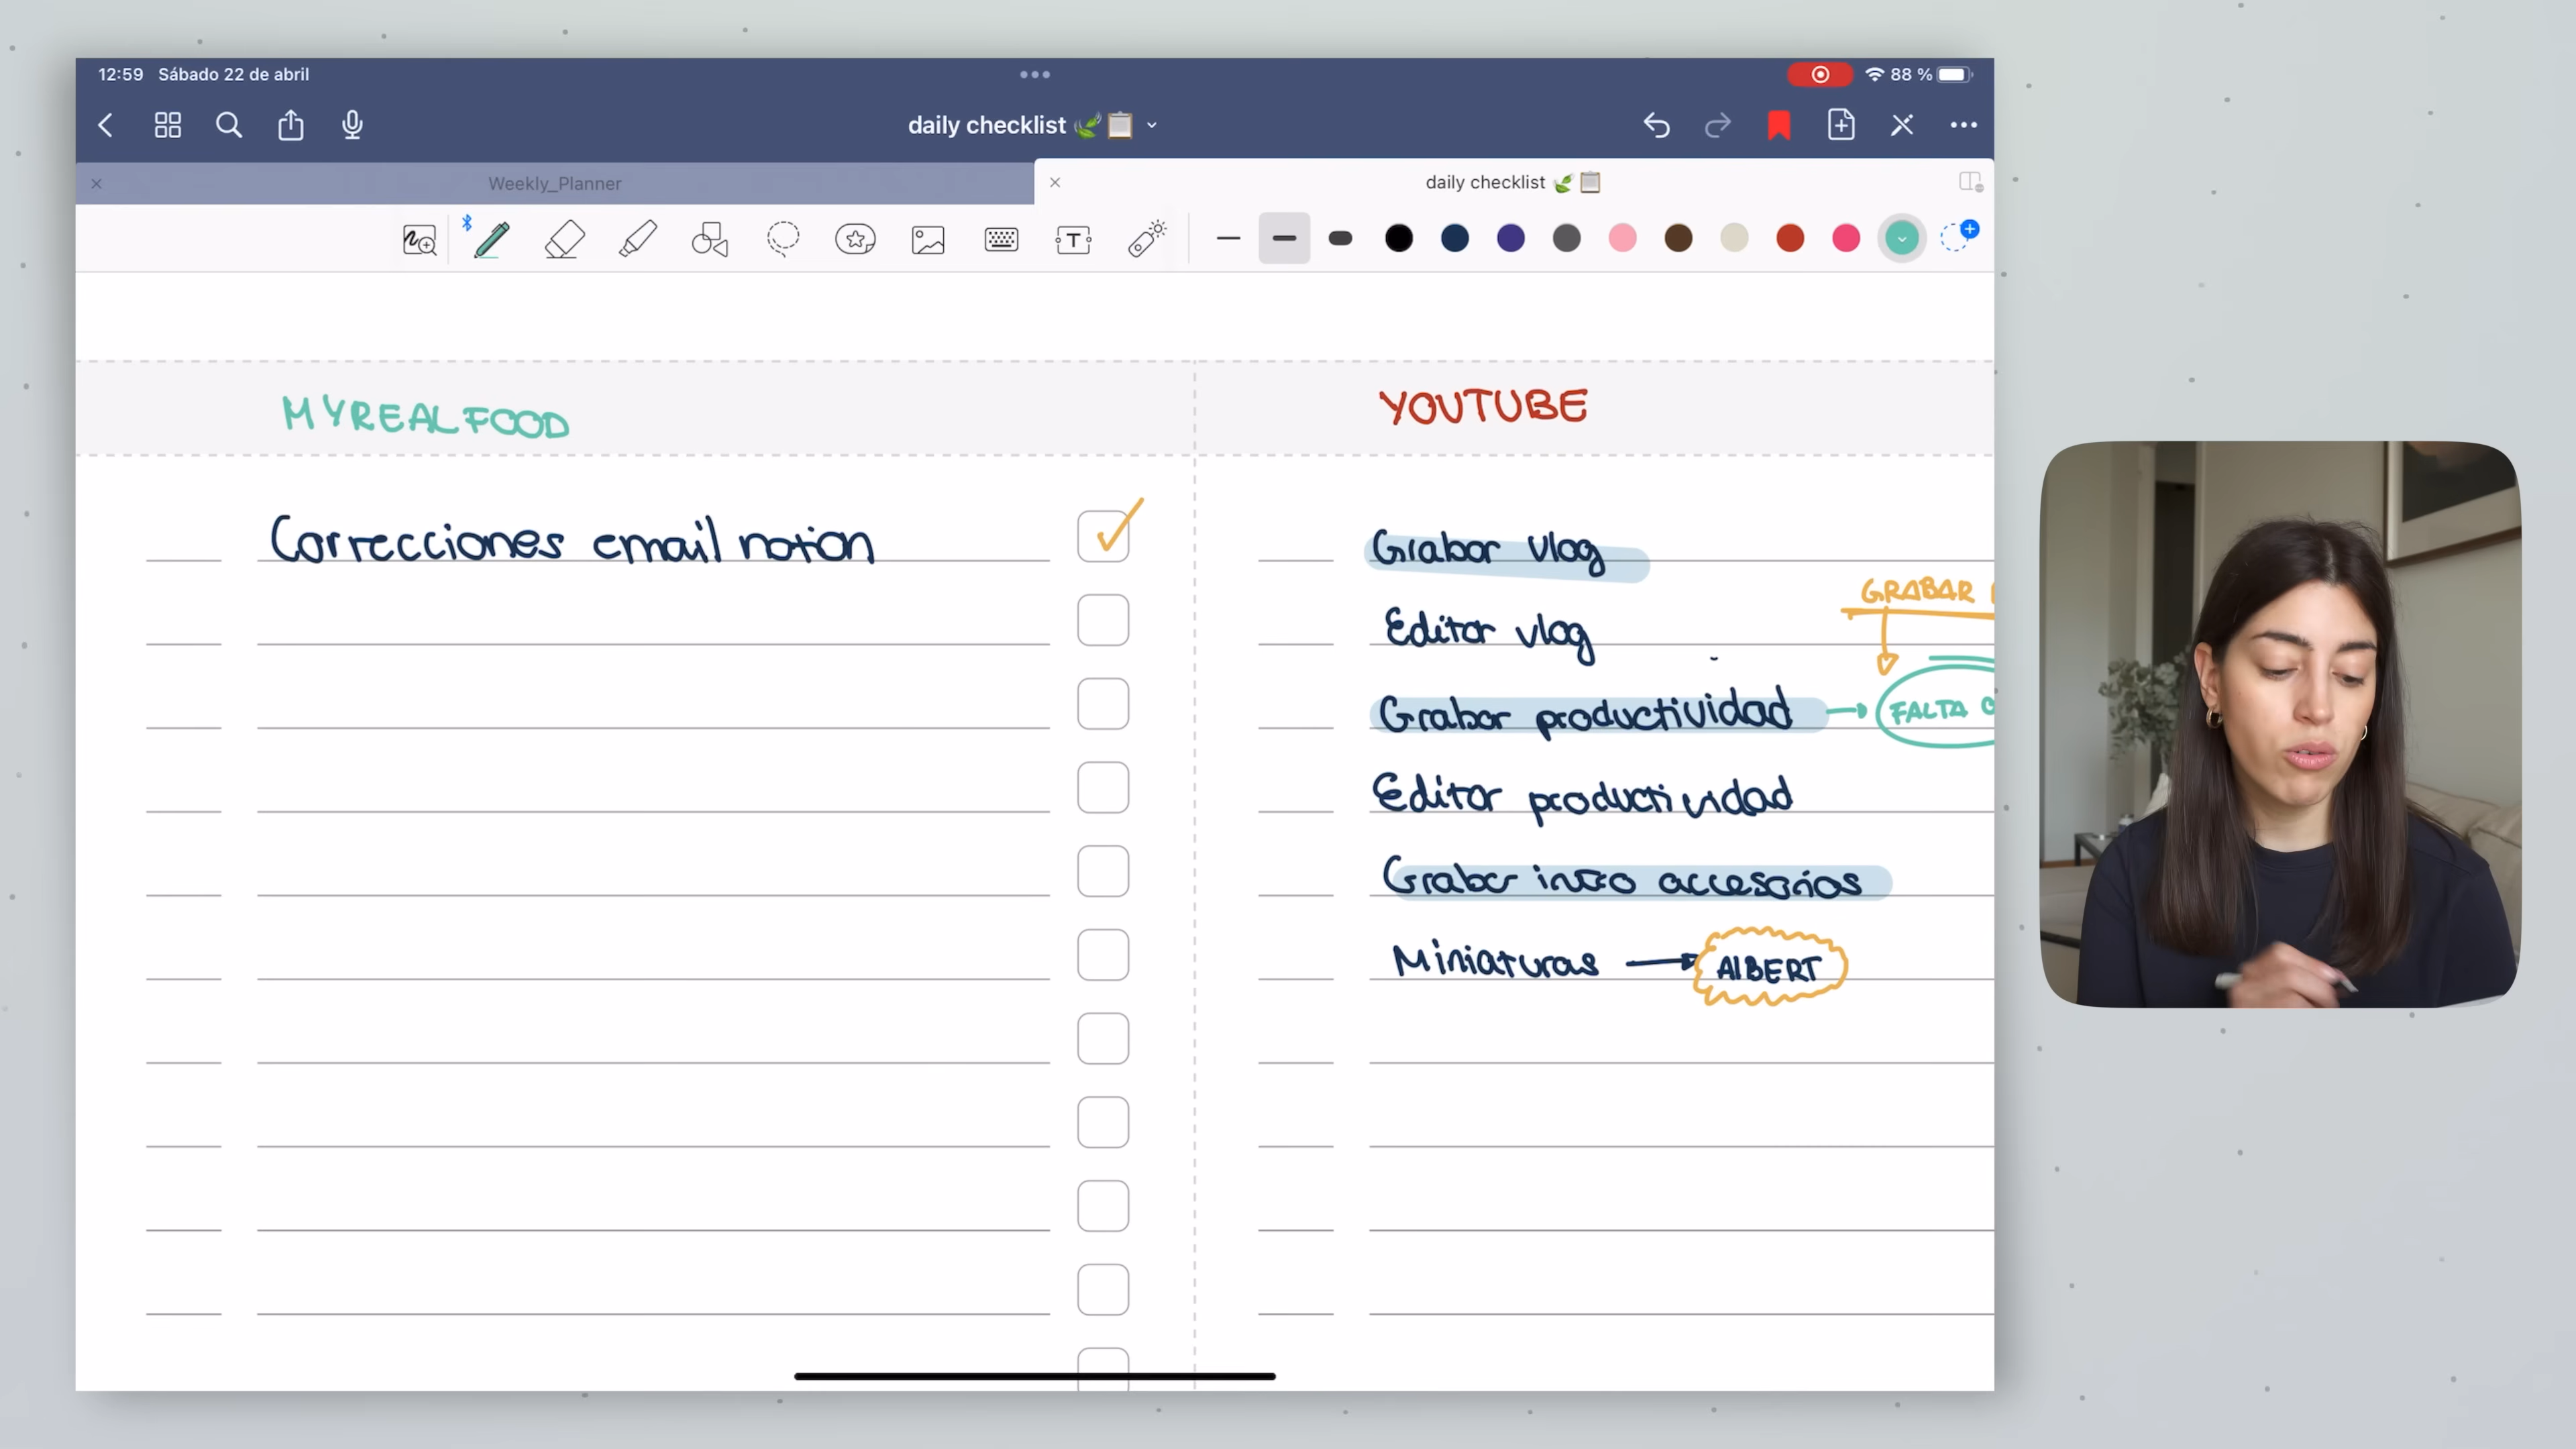 12:59 Sábado 22 de abril
88 %
daily checklist
Weekly_Planner
daily checklist
MYREALFOOD
YOUTUBE
Correcciones email notion
Grabar vlog
GRABAR
Editar vlog
Grabar productividad → FALTA
Editar productividad
Grabar intro accesorios
Miniaturas → AlBERT